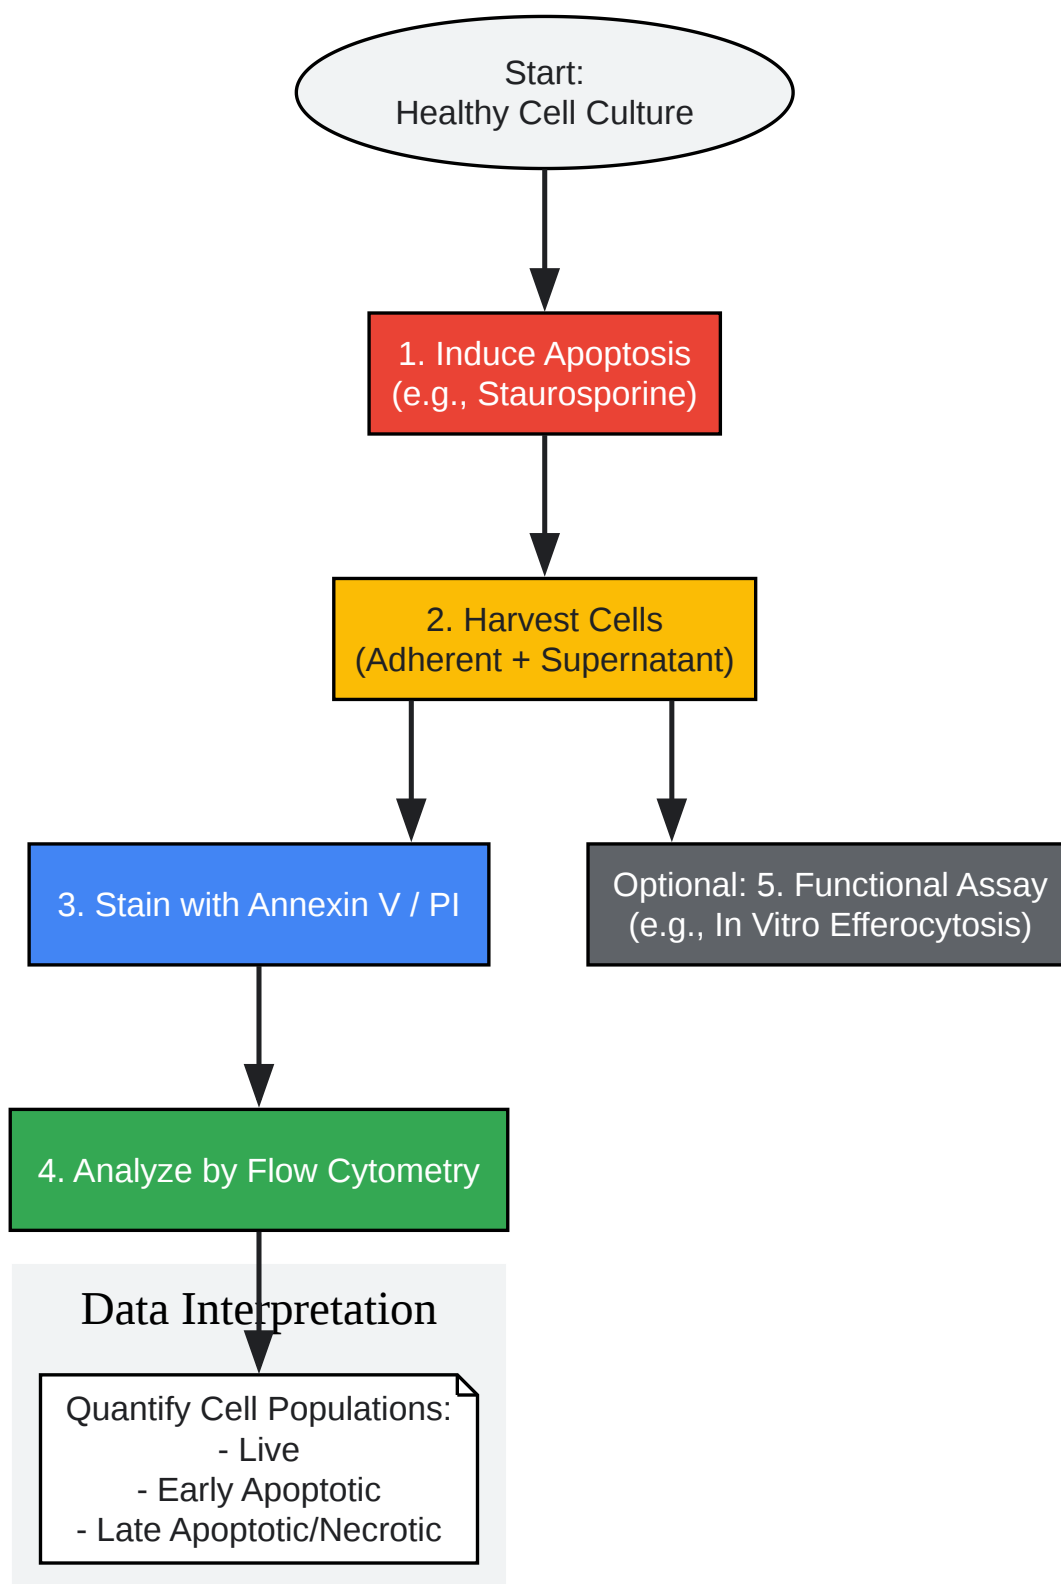 Start:
Healthy Cell Culture
1. Induce Apoptosis
(e.g., Staurosporine)
2. Harvest Cells
(Adherent + Supernatant)
3. Stain with Annexin V / PI
Optional: 5. Functional Assay
(e.g., In Vitro Efferocytosis)
4. Analyze by Flow Cytometry
Data Interpretation
Quantify Cell Populations:
- Live
- Early Apoptotic
- Late Apoptotic/Necrotic